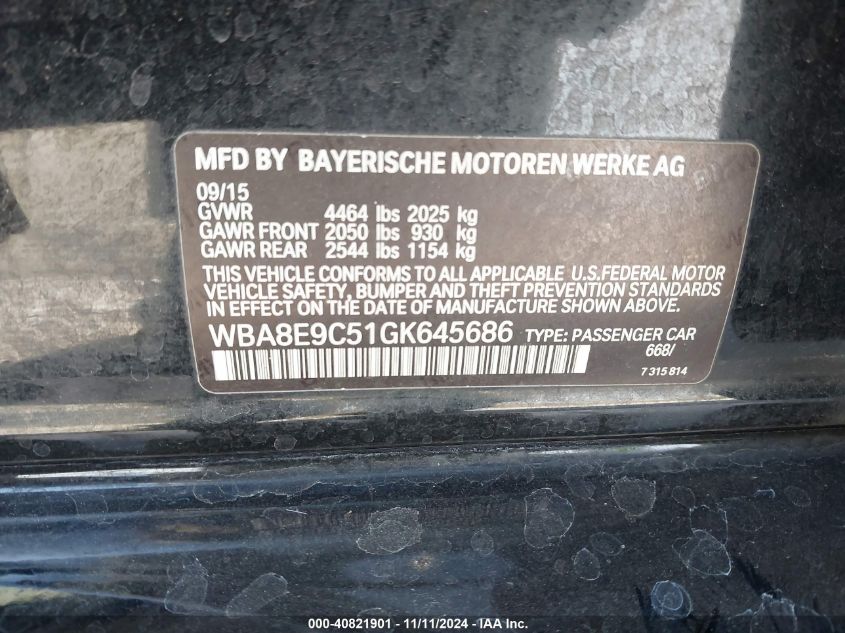 MFD BY BAYERISCHE MOTOREN WERKE AG
09/15
GVWR 4464 lbs 2025 kg
GAWR FRONT 2050 lbs 930 kg
GAWR REAR 2544 lbs 1154 kg
THIS VEHICLE CONFORMS TO ALL APPLICABLE U.S.FEDERAL MOTOR
VEHICLE SAFETY, BUMPER AND THEFT PREVENTION STANDARDS
IN EFFECT ON THE DATE OF MANUFACTURE SHOWN ABOVE.
WBA8E9C51GK645686 TYPE: PASSENGER CAR
668/
7 315 814
000-40821901 - 11/11/2024 - IAA Inc.